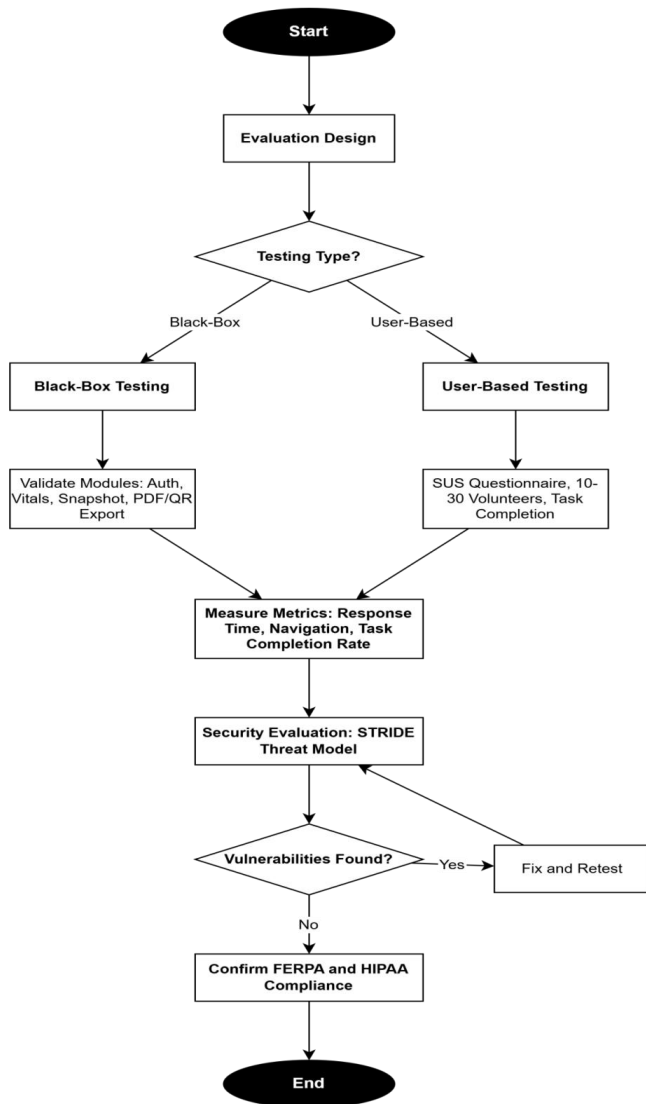 Start
Evaluation Design
Testing Type?
Black-Box
User-Based
Black-Box Testing
User-Based Testing
Validate Modules: Auth,
Vitals, Snapshot, PDF/QR
Export
SUS Questionnaire, 10-
30 Volunteers, Task
Completion
Measure Metrics: Response
Time, Navigation, Task
Completion Rate
Security Evaluation: STRIDE
Threat Model
Vulnerabilities Found?
Yes
Fix and Retest
No
Confirm FERPA and HIPAA
Compliance
End